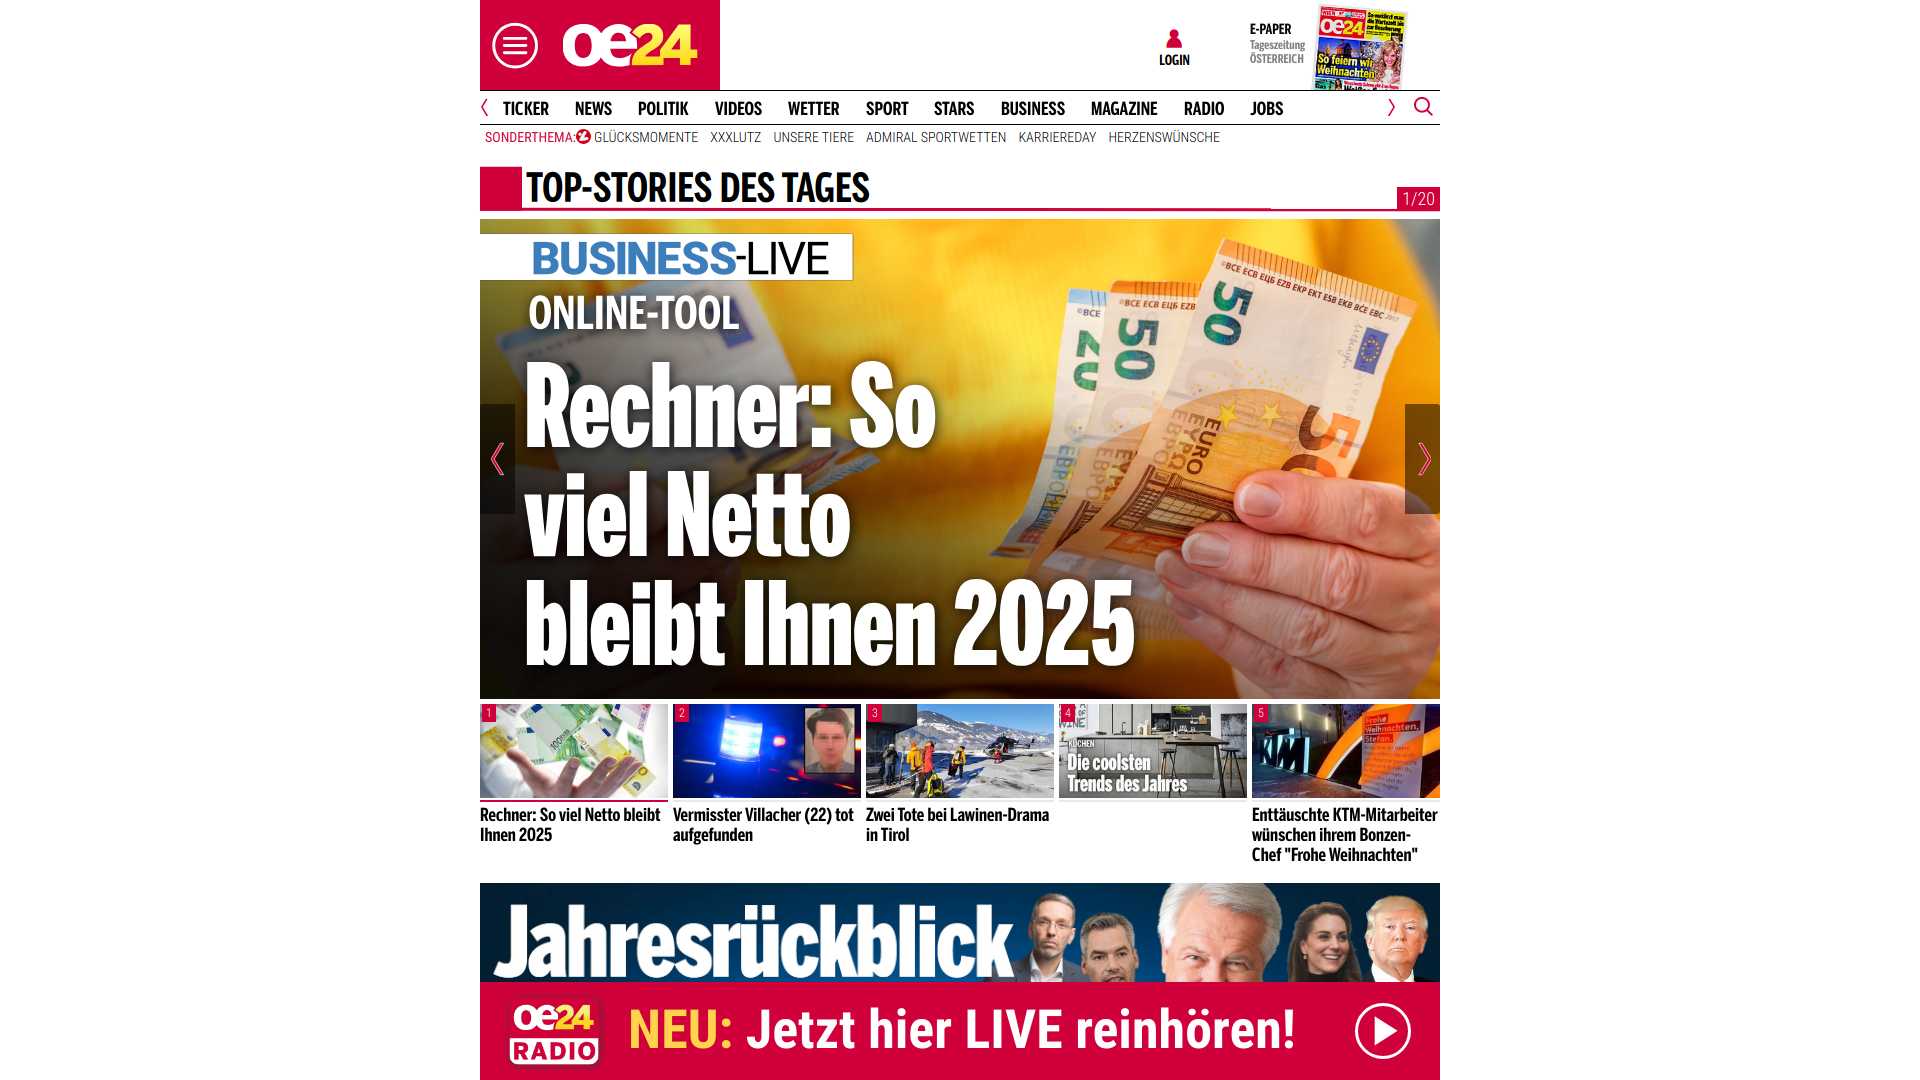 oe24
LOGIN
E-PAPER
Tageszeitung
ÖSTERREICH
oe24
So feiern wir
Weihnachten
TICKER NEWS POLITIK VIDEOS WETTER SPORT STARS BUSINESS MAGAZINE RADIO JOBS
SONDERTHEMA: GLÜCKSMOMENTE XXXLUTZ UNSERE TIERE ADMIRAL SPORTWETTEN KARRIEREDAY HERZENSWÜNSCHE
TOP-STORIES DES TAGES
1/20
BUSINESS-LIVE
ONLINE-TOOL
Rechner: So
viel Netto
bleibt Ihnen 2025
1
Rechner: So viel Netto bleibt
Ihnen 2025
2
Vermisster Villacher (22) tot
aufgefunden
3
Zwei Tote bei Lawinen-Drama
in Tirol
4
KÜCHEN
Die coolsten
Trends des Jahres
5
Frohe
Weihnachten,
Stefan.
KTM
Enttäuschte KTM-Mitarbeiter
wünschen ihrem Bonzen-
Chef "Frohe Weihnachten"
Jahresrückblick
oe24
RADIO
NEU: Jetzt hier LIVE reinhören!